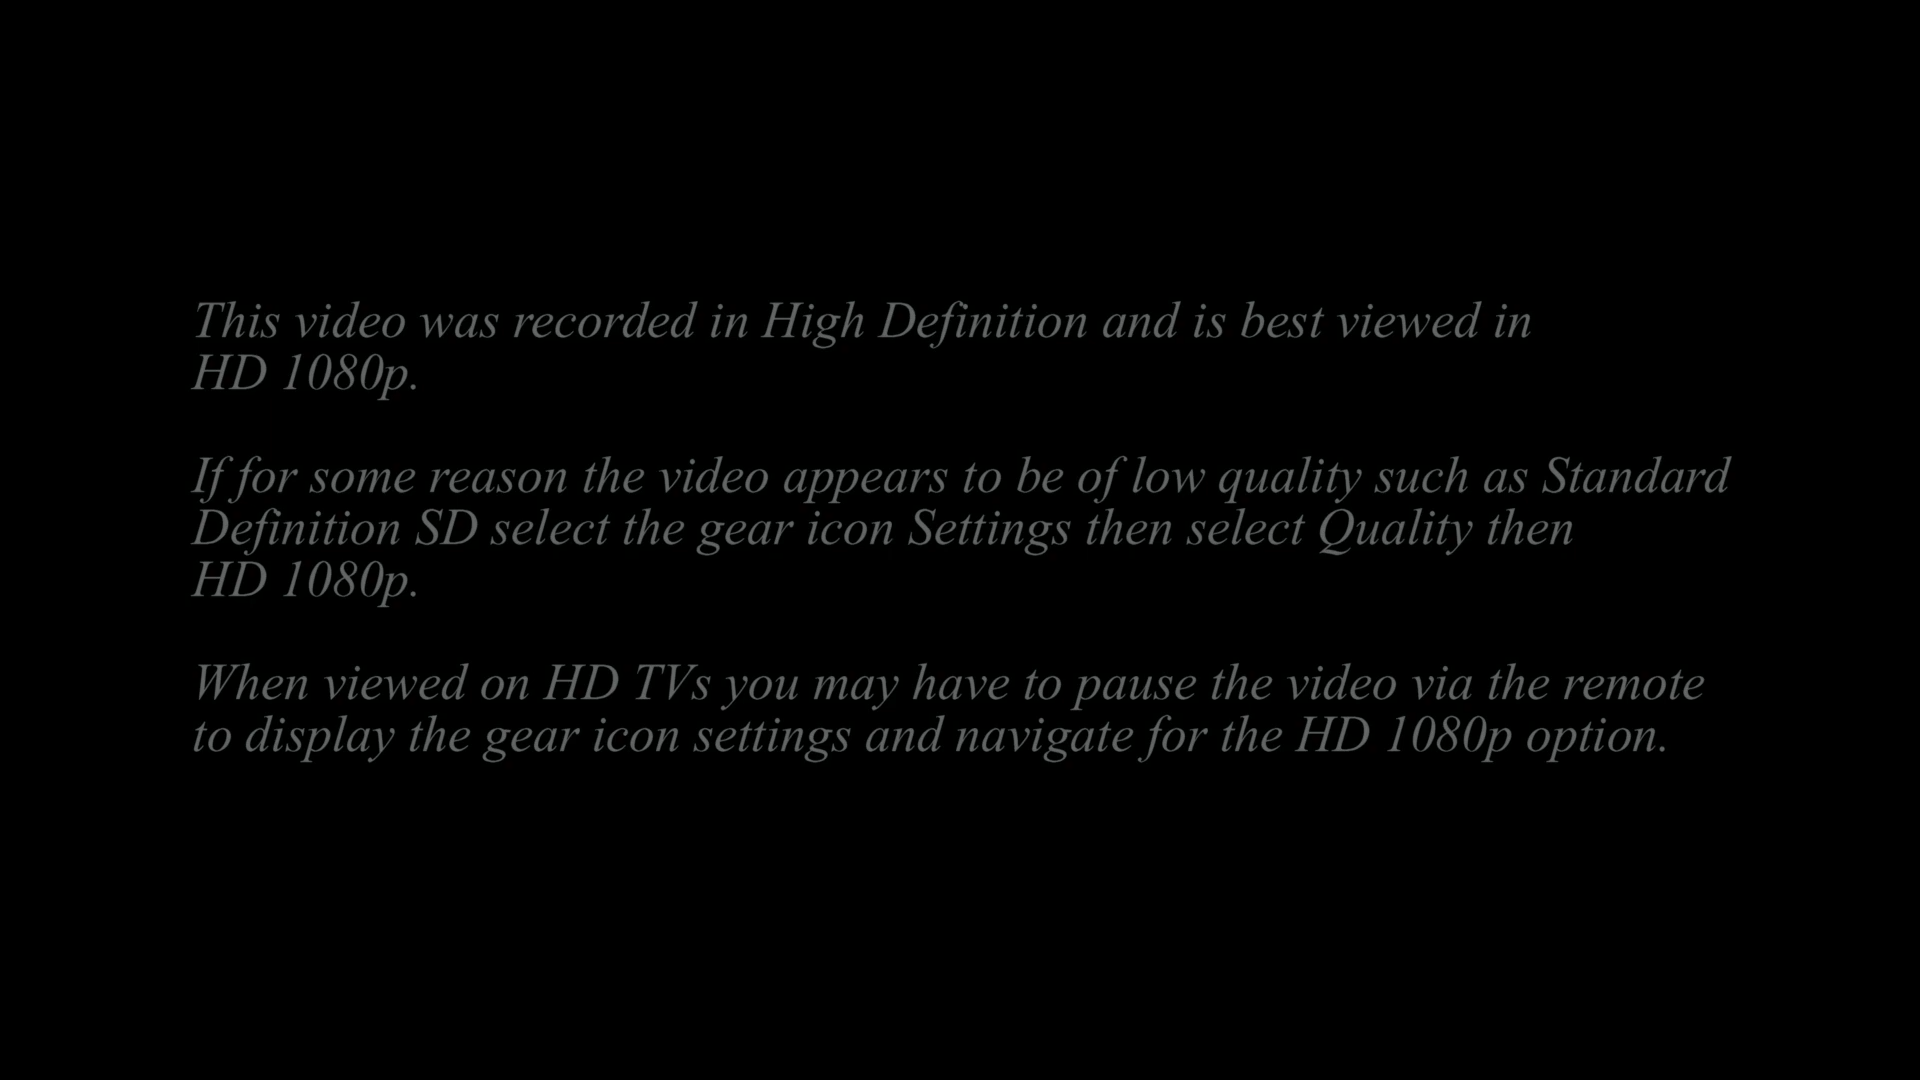 This video was recorded in High Definition and is best viewed in
HD 1080p.
If for some reason the video appears to be of low quality such as Standard
Definition SD select the gear icon Settings then select Quality then
HD 1080p.
When viewed on HD TVs you may have to pause the video via the remote
to display the gear icon settings and navigate for the HD 1080p option.